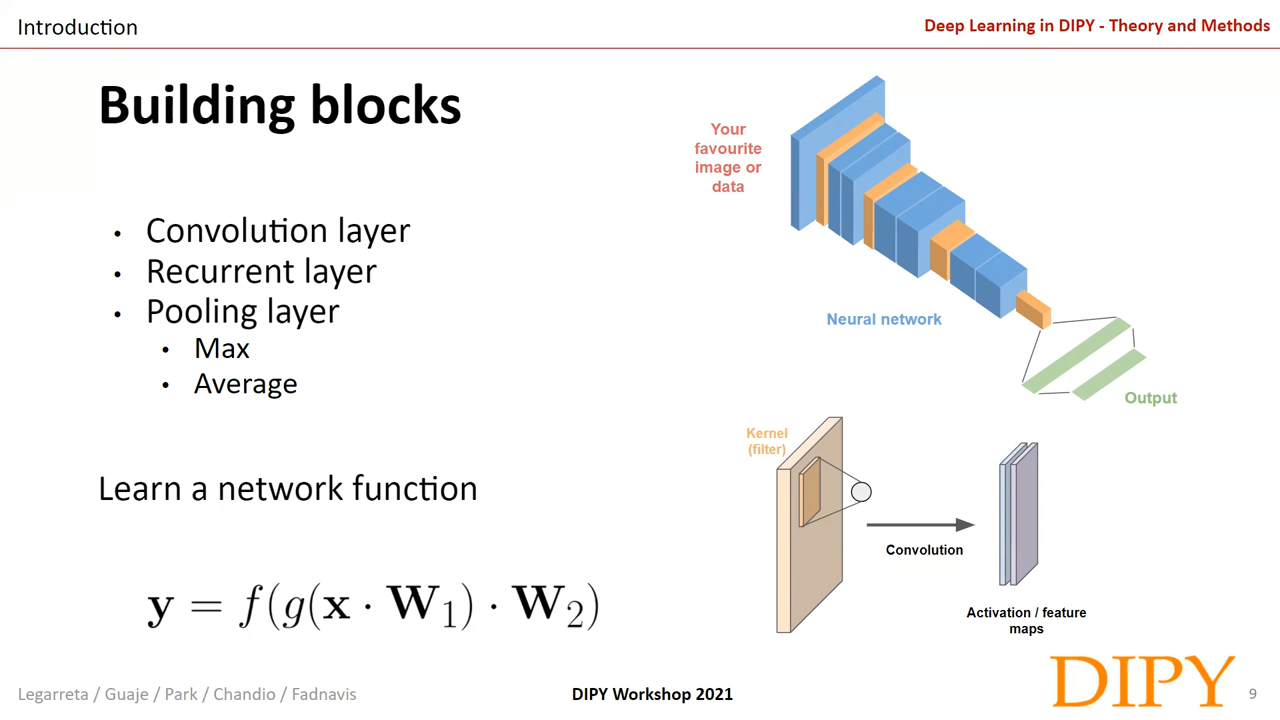 Introduction
Deep Learning in DIPY - Theory and Methods
Building blocks
• Convolution layer
• Recurrent layer
• Pooling layer
• Max
• Average
Learn a network function
y = f(g(x · W₁) · W₂)
Your
favourite
image or
data
Neural network
Output
Kernel
(filter)
Convolution
Activation / feature
maps
Legarreta / Guaje / Park / Chandio / Fadnavis
DIPY Workshop 2021
DIPY
9